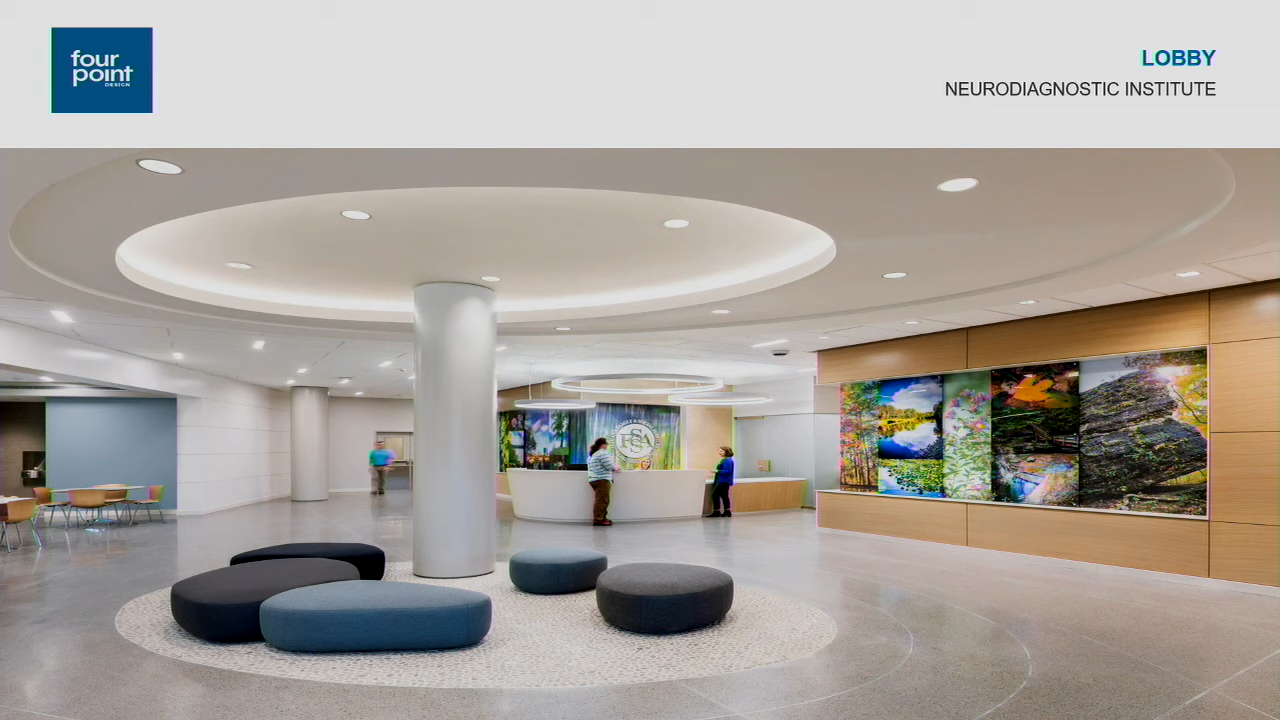 four
point
DESIGN
LOBBY
NEURODIAGNOSTIC INSTITUTE
FSSA